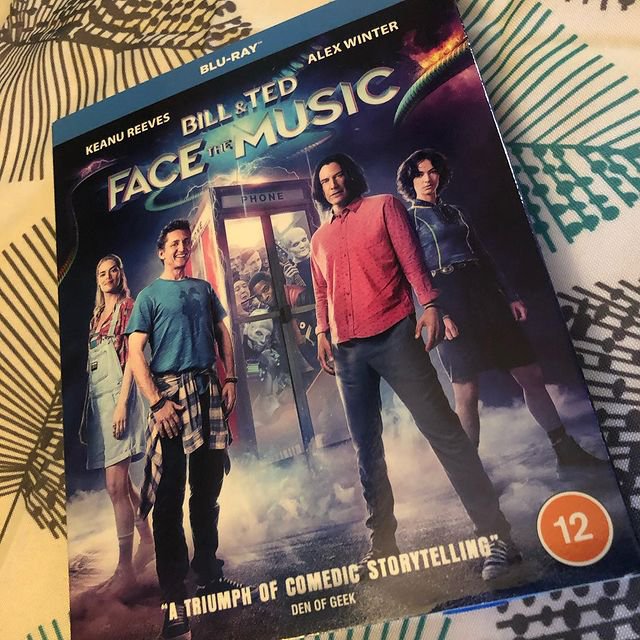 BLU-RAY™
KEANU REEVES
ALEX WINTER
BILL & TED
FACE THE MUSIC
PHONE
12
"A TRIUMPH OF COMEDIC STORYTELLING"
DEN OF GEEK